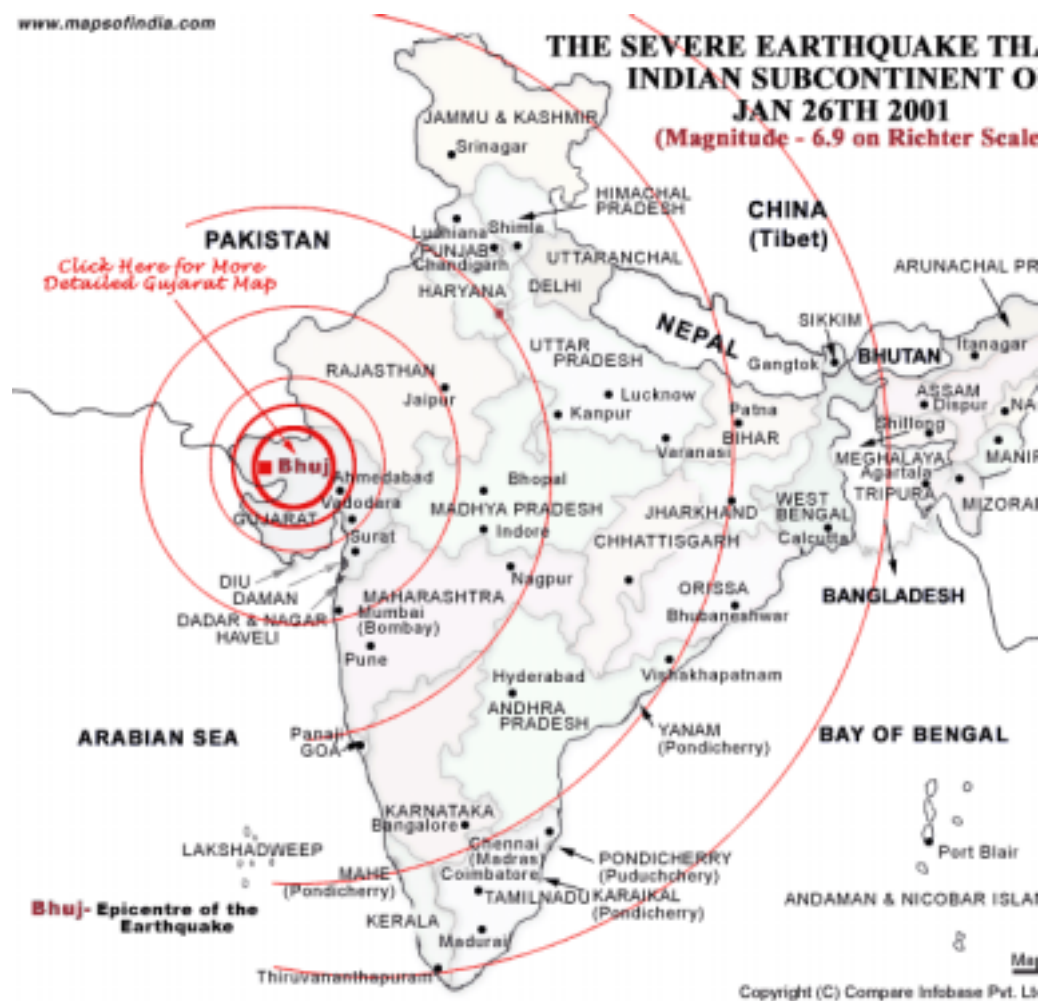 www.mapsofindia.com
THE SEVERE EARTHQUAKE THA
INDIAN SUBCONTINENT O
JAN 26TH 2001
(Magnitude - 6.9 on Richter Scale
JAMMU & KASHMIR
Srinagar
HIMACHAL
PRADESH
CHINA
(Tibet)
PAKISTAN
Ludhiana
Shimla
PUNJAB
Chandigarh
UTTARANCHAL
Click Here for More
Detailed Gujarat Map
HARYANA
DELHI
ARUNACHAL PR
NEPAL
SIKKIM
UTTAR
PRADESH
Gangtok
BHUTAN
Itanagar
RAJASTHAN
Jaipur
Lucknow
Kanpur
Patna
BIHAR
Varanasi
ASSAM
Dispur
NA
Shillong
MEGHALAYA
MANIP
Agartala
TRIPURA
MIZORAM
Bhuj
Ahmedabad
Vadodara
GUJARAT
Bhopal
MADHYA PRADESH
Indore
JHARKHAND
WEST
BENGAL
Calcutta
Surat
CHHATTISGARH
DIU
DAMAN
DADAR & NAGAR
HAVELI
MAHARASHTRA
Mumbai
(Bombay)
Nagpur
ORISSA
Bhubaneshwar
BANGLADESH
Pune
Hyderabad
Vishakhapatnam
ANDHRA
PRADESH
YANAM
(Pondicherry)
ARABIAN SEA
Panaji
GOA
BAY OF BENGAL
KARNATAKA
Bangalore
Chennai
(Madras)
LAKSHADWEEP
MAHE
(Pondicherry)
Coimbatore
PONDICHERRY
(Puduchchery)
Port Blair
TAMILNADU
KARAIKAL
(Pondicherry)
ANDAMAN & NICOBAR ISLAN
Bhuj- Epicentre of the
Earthquake
KERALA
Madurai
Thiruvananthapuram
Map
Copyright (C) Compare Infobase Pvt. Lt